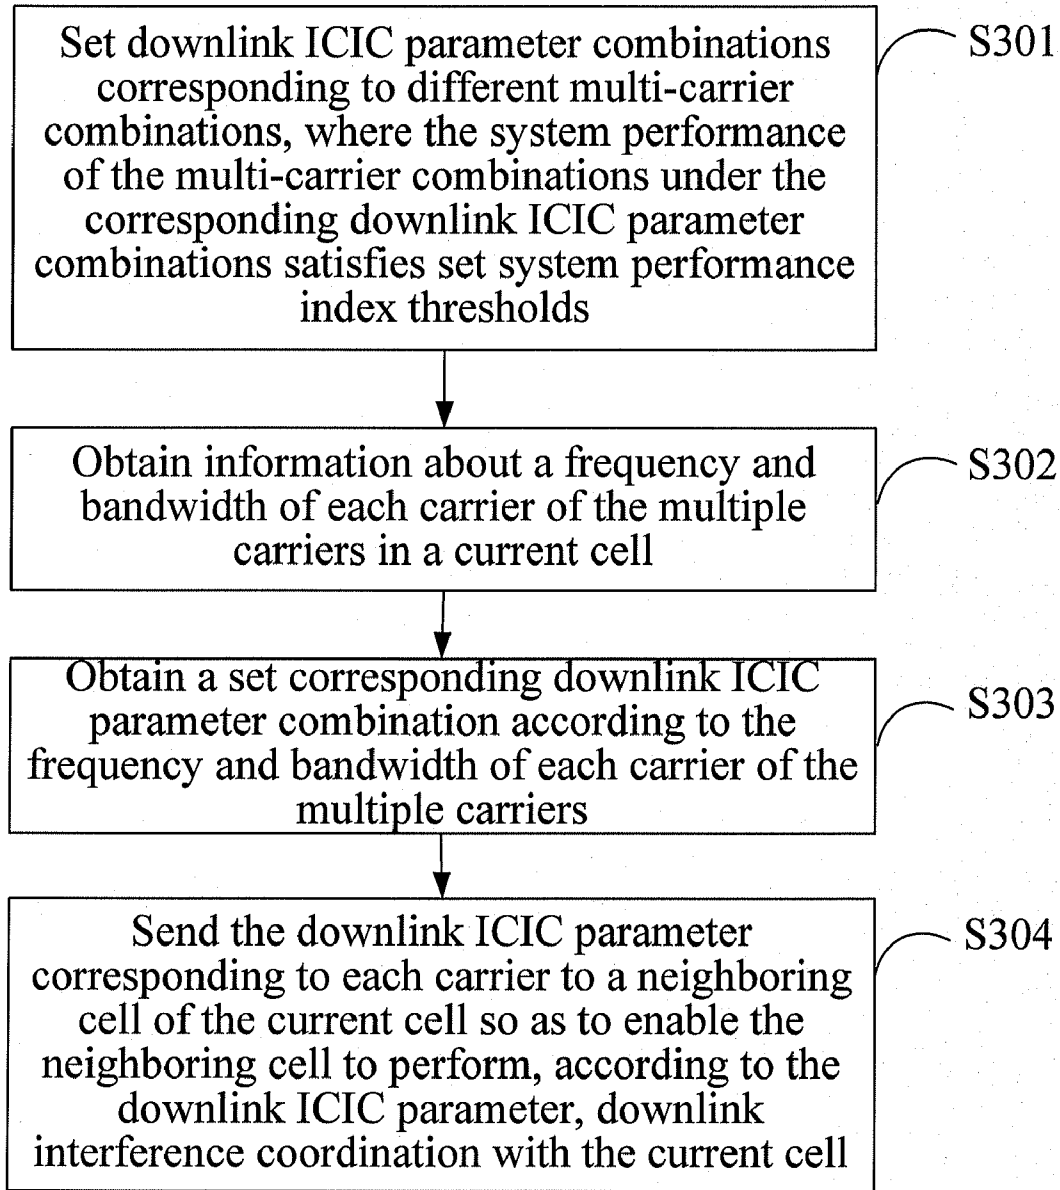 Set downlink ICIC parameter combinations
corresponding to different multi-carrier
combinations, where the system performance
of the multi-carrier combinations under the
corresponding downlink ICIC parameter
combinations satisfies set system performance
index thresholds
S301
Obtain information about a frequency and
bandwidth of each carrier of the multiple
carriers in a current cell
S302
Obtain a set corresponding downlink ICIC
parameter combination according to the
frequency and bandwidth of each carrier of the
multiple carriers
S303
Send the downlink ICIC parameter
corresponding to each carrier to a neighboring
cell of the current cell so as to enable the
neighboring cell to perform, according to the
downlink ICIC parameter, downlink
interference coordination with the current cell
S304